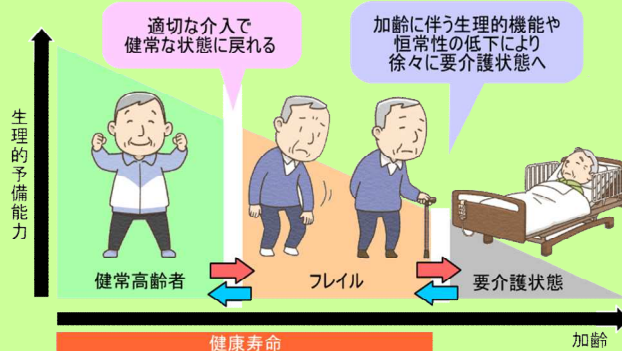 適切な介入で
健常な状態に戻れる
加齢に伴う生理的機能や
恒常性の低下により
徐々に要介護状態へ
生理的予備能力
健常高齢者
フレイル
要介護状態
加齢
健康寿命